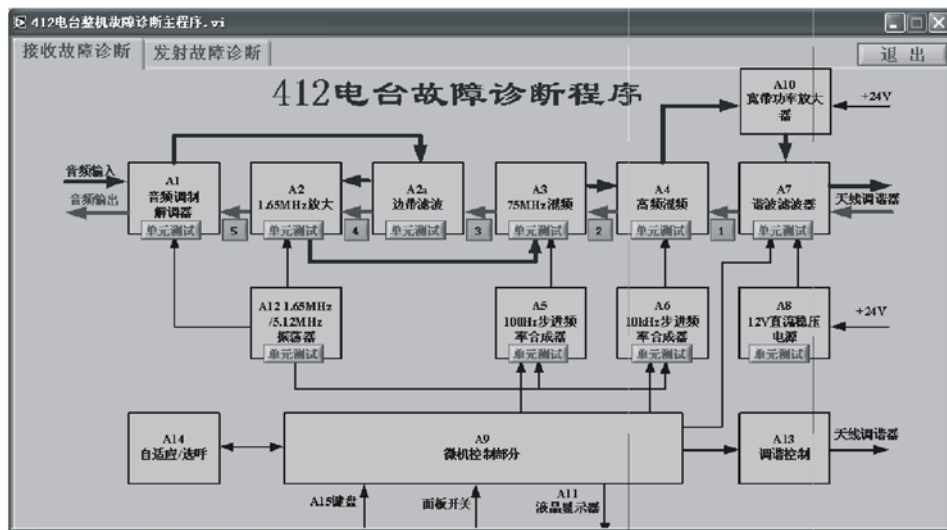 412电台整机故障诊断主程序.vi
接收故障诊断
发射故障诊断
退 出
412电台故障诊断程序
A10
宽带功率放大
器
+24V
音频输入
音频输出
A1
音频调制
解调器
单元测试
5
A2
1.65MHz放大
单元测试
4
A2a
边带滤波
3
A3
75MHz混频
单元测试
2
A4
高频混频
单元测试
1
A7
谐波滤波器
单元测试
天线调谐器
A12 1.65MHz
/5.12MHz
振荡器
单元测试
A5
100Hz步进频
率合成器
单元测试
A6
10kHz步进频
率合成器
单元测试
A8
12V直流稳压
电源
单元测试
+24V
A14
自适应/选呼
A9
微机控制部分
A13
调谐控制
天线调谐器
A15键盘
面板开关
A11
液晶显示器